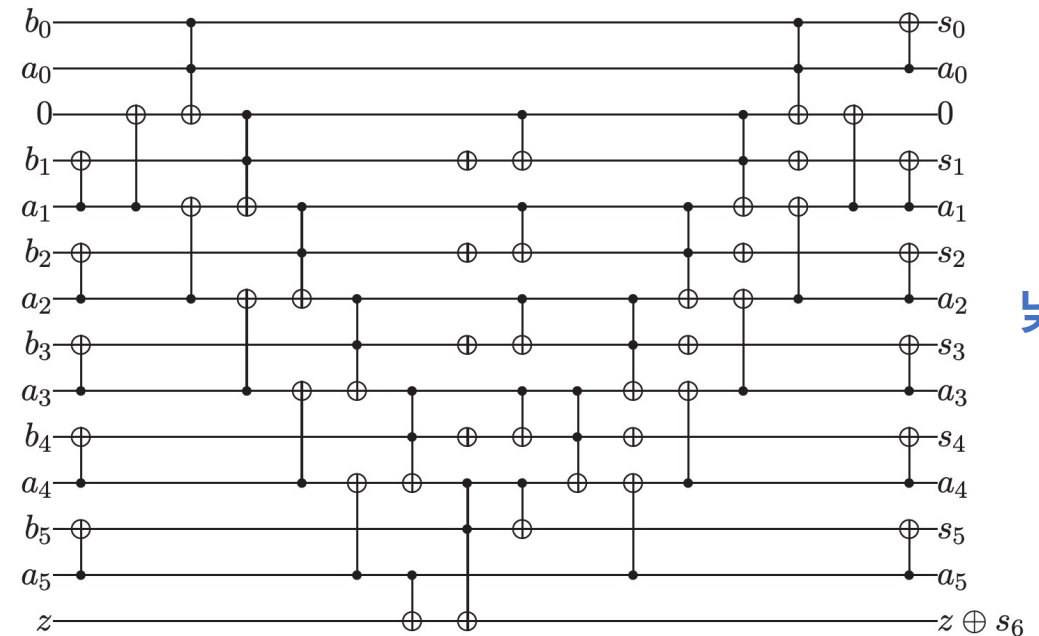 b₀ s₀
a₀ a₀
0 0
b₁ s₁
a₁ a₁
b₂ s₂
a₂ a₂
b₃ s₃
a₃ a₃
b₄ s₄
a₄ a₄
b₅ s₅
a₅ a₅
z z ⊕ s₆